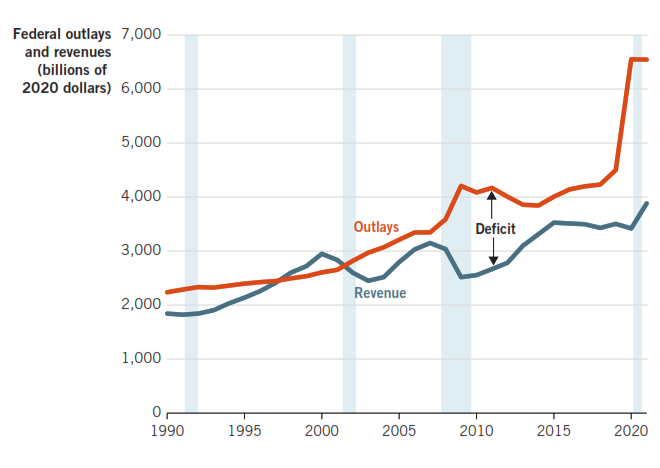 Federal outlays
and revenues
(billions of
2020 dollars)
7,000
6,000
5,000
4,000
3,000
2,000
1,000
0
Outlays
Deficit
Revenue
1990
1995
2000
2005
2010
2015
2020